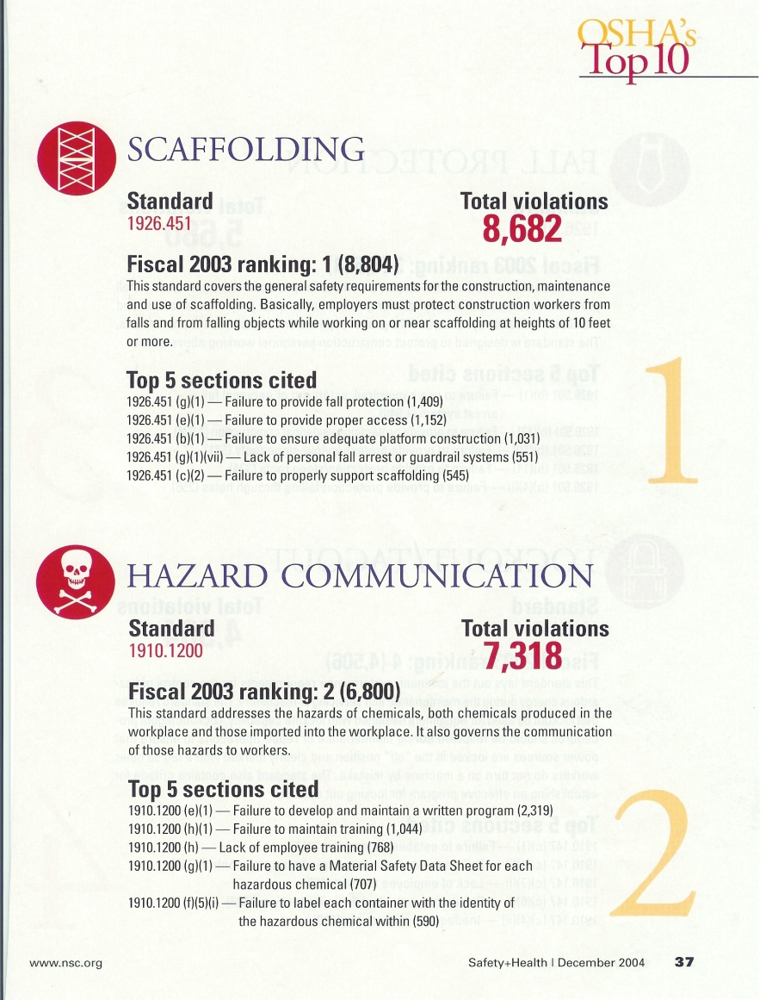 OSHA's
Top 10
SCAFFOLDING
Standard
1926.451
Total violations
8,682
Fiscal 2003 ranking: 1 (8,804)
This standard covers the general safety requirements for the construction, maintenance
and use of scaffolding. Basically, employers must protect construction workers from
falls and from falling objects while working on or near scaffolding at heights of 10 feet
or more.
Top 5 sections cited
1926.451 (g)(1) — Failure to provide fall protection (1,409)
1926.451 (e)(1) — Failure to provide proper access (1,152)
1926.451 (b)(1) — Failure to ensure adequate platform construction (1,031)
1926.451 (g)(1)(vii) — Lack of personal fall arrest or guardrail systems (551)
1926.451 (c)(2) — Failure to properly support scaffolding (545)
1
HAZARD COMMUNICATION
Standard
1910.1200
Total violations
7,318
Fiscal 2003 ranking: 2 (6,800)
This standard addresses the hazards of chemicals, both chemicals produced in the
workplace and those imported into the workplace. It also governs the communication
of those hazards to workers.
Top 5 sections cited
1910.1200 (e)(1) — Failure to develop and maintain a written program (2,319)
1910.1200 (h)(1) — Failure to maintain training (1,044)
1910.1200 (h) — Lack of employee training (768)
1910.1200 (g)(1) — Failure to have a Material Safety Data Sheet for each
hazardous chemical (707)
1910.1200 (f)(5)(i) — Failure to label each container with the identity of
the hazardous chemical within (590)
2
www.nsc.org
Safety+Health | December 2004 37